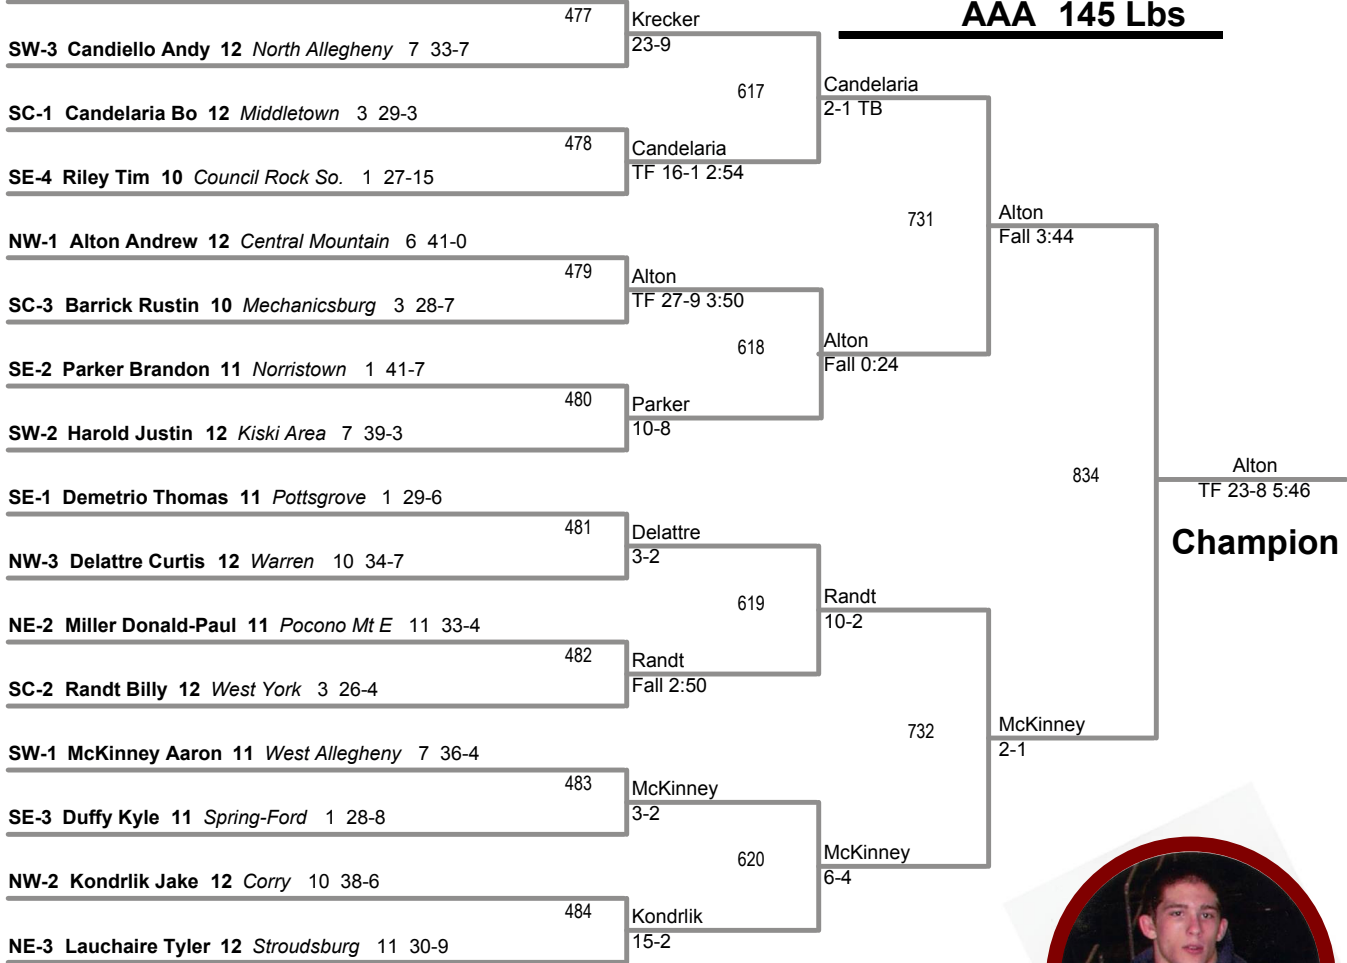 AAA 145 Lbs
477
Krecker
23-9
SW-3 Candiello Andy 12 North Allegheny 7 33-7
617
Candelaria
2-1 TB
SC-1 Candelaria Bo 12 Middletown 3 29-3
478
Candelaria
TF 16-1 2:54
SE-4 Riley Tim 10 Council Rock So. 1 27-15
731
Alton
Fall 3:44
NW-1 Alton Andrew 12 Central Mountain 6 41-0
479
Alton
TF 27-9 3:50
SC-3 Barrick Rustin 10 Mechanicsburg 3 28-7
618
Alton
Fall 0:24
SE-2 Parker Brandon 11 Norristown 1 41-7
480
Parker
10-8
SW-2 Harold Justin 12 Kiski Area 7 39-3
834
Alton
TF 23-8 5:46
Champion
SE-1 Demetrio Thomas 11 Pottsgrove 1 29-6
481
Delattre
3-2
NW-3 Delattre Curtis 12 Warren 10 34-7
619
Randt
10-2
NE-2 Miller Donald-Paul 11 Pocono Mt E 11 33-4
482
Randt
Fall 2:50
SC-2 Randt Billy 12 West York 3 26-4
732
McKinney
2-1
SW-1 McKinney Aaron 11 West Allegheny 7 36-4
483
McKinney
3-2
SE-3 Duffy Kyle 11 Spring-Ford 1 28-8
620
McKinney
6-4
NW-2 Kondrlik Jake 12 Corry 10 38-6
484
Kondrlik
15-2
NE-3 Lauchaire Tyler 12 Stroudsburg 11 30-9